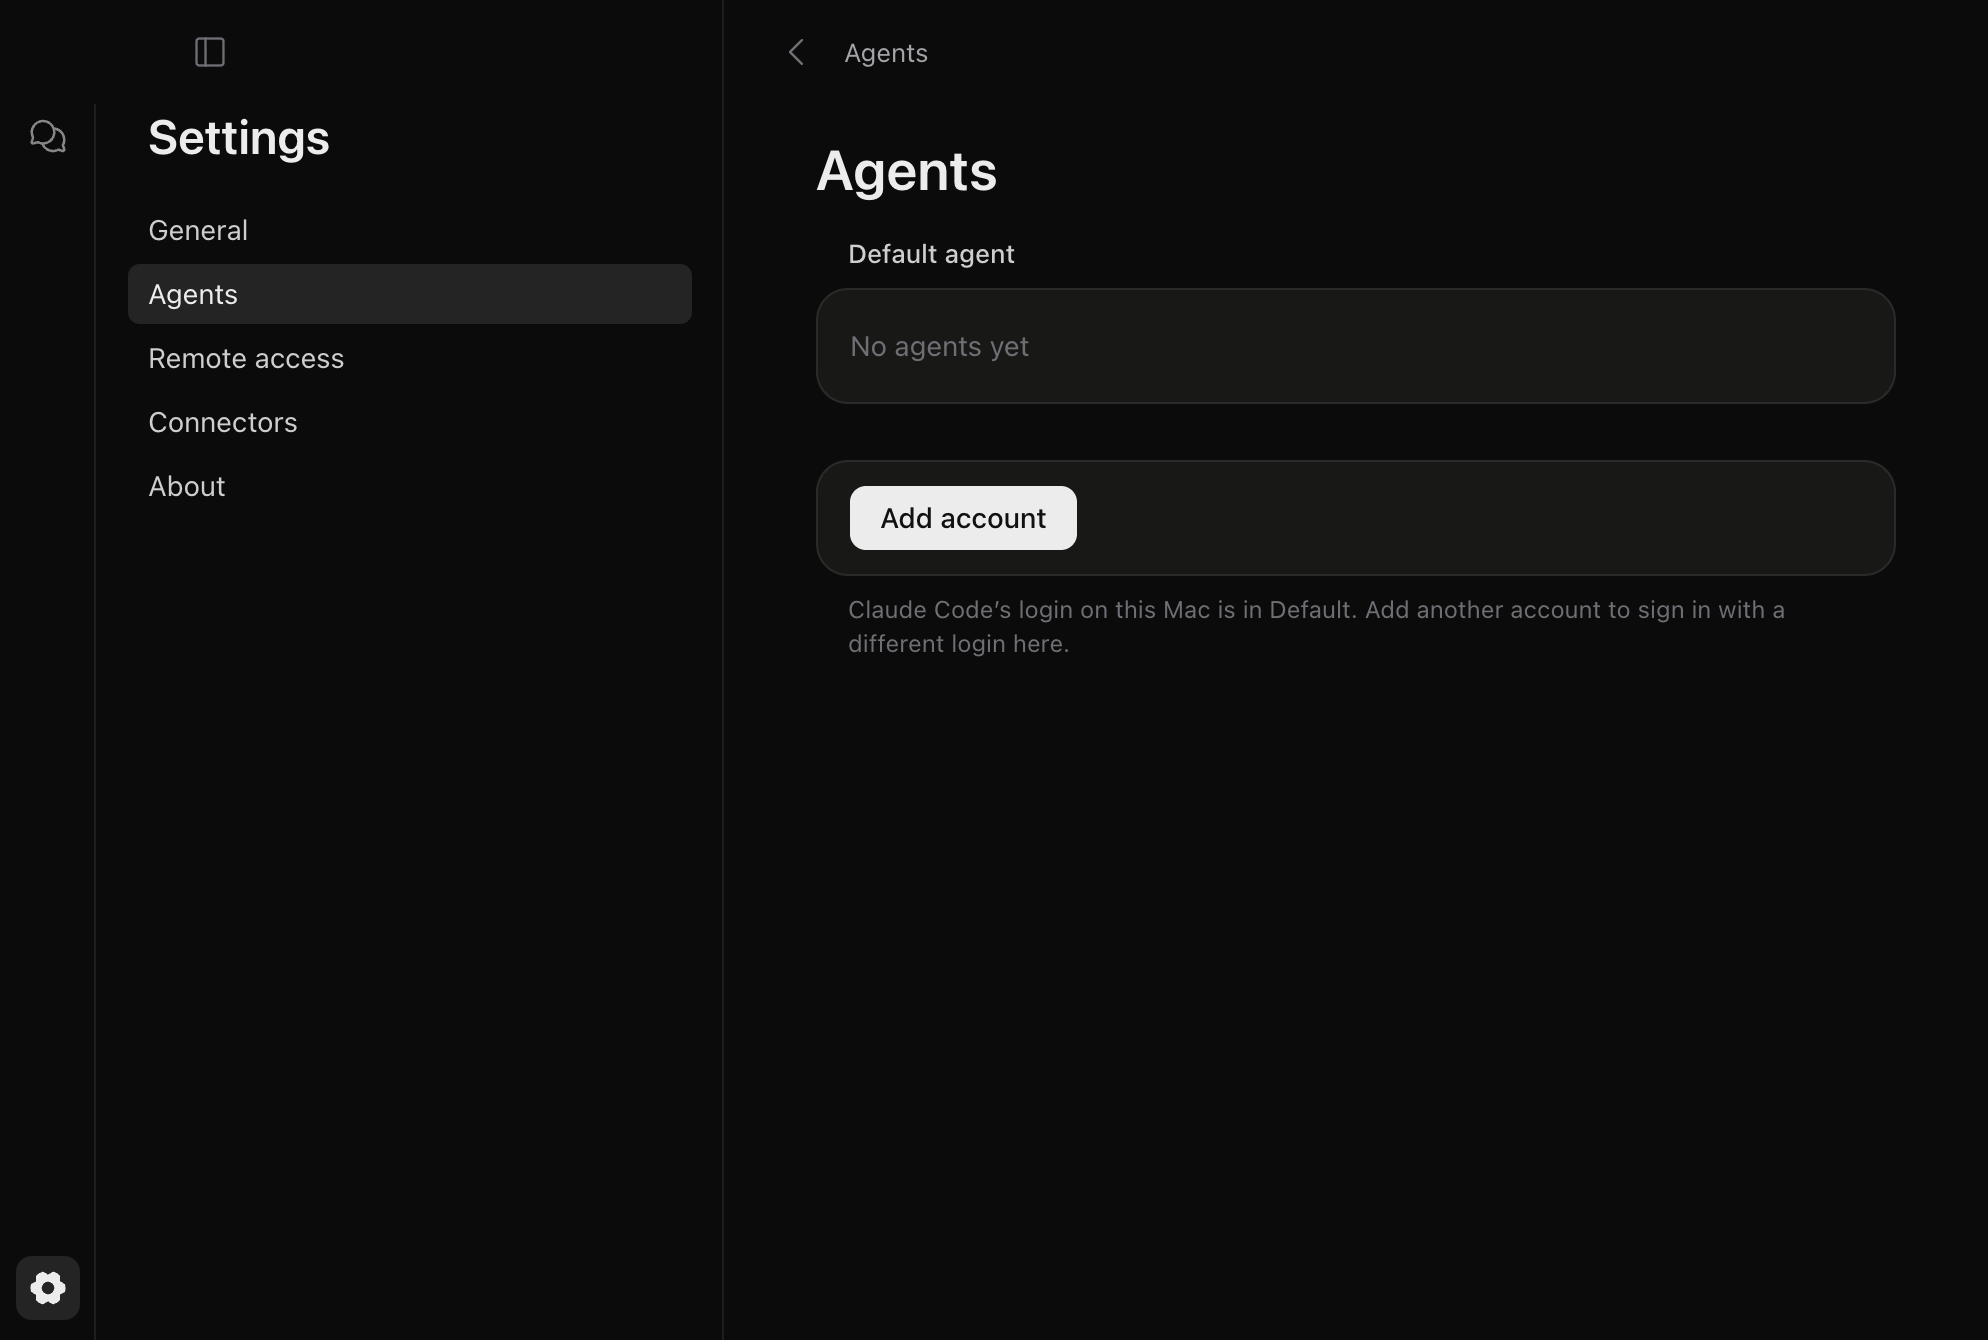 Settings
General
Agents
Remote access
Connectors
About
Agents
Agents
Default agent
No agents yet
Add account
Claude Code’s login on this Mac is in Default. Add another account to sign in with a
different login here.